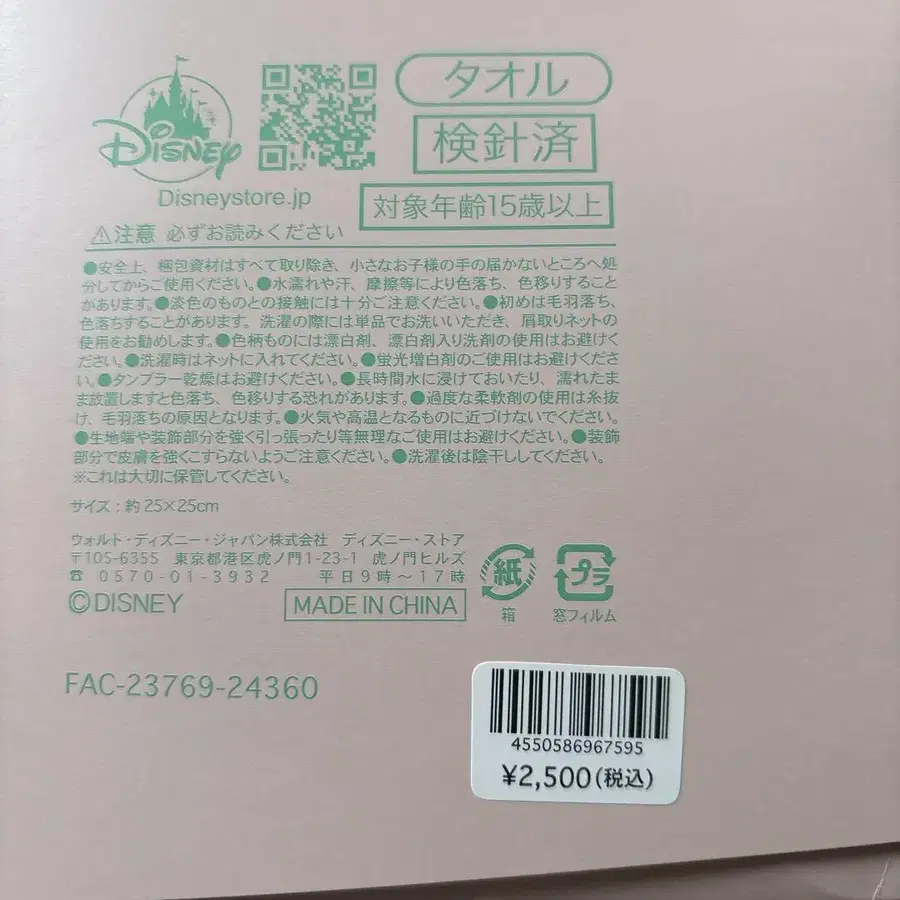 Disney
Disneystore.jp
タオル
検針済
対象年齢15歳以上
⚠注意 必ずお読みください
●安全上、梱包資材はすべて取り除き、小さなお子様の手の届かないところへ処
分してからご使用ください。●水濡れや汗、摩擦等により色落ち、色移りすること
があります。●淡色のものとの接触には十分ご注意ください。●初めは毛羽落ち、
色落ちすることがあります。洗濯の際には単品でお洗いいただき、屑取りネットの
使用をお勧めします。●色柄ものには漂白剤、漂白剤入り洗剤の使用はお避けく
ださい。●洗濯時はネットに入れてください。●蛍光増白剤のご使用はお避けくださ
い。●タンブラー乾燥はお避けください。●長時間水に浸けておいたり、濡れたま
ま放置しますと色落ち、色移りする恐れがあります。●過度な柔軟剤の使用は糸抜
け、毛羽落ちの原因となります。●火気や高温となるものに近づけないでください。
●生地端や装飾部分を強く引っ張ったり等無理なご使用はお避けください。●装飾
部分で皮膚を強くこすらないようご注意ください。●洗濯後は陰干ししてください。
※これは大切に保管してください。
サイズ：約 25×25cm
ウォルト・ディズニー・ジャパン株式会社 ディズニー・ストア
〒105-6355 東京都港区虎ノ門1-23-1 虎ノ門ヒルズ
☎ 0570-01-3932 平日9時～17時
©DISNEY
MADE IN CHINA
紙
箱
プラ
窓フィルム
FAC-23769-24360
4550586967595
¥2,500(税込)